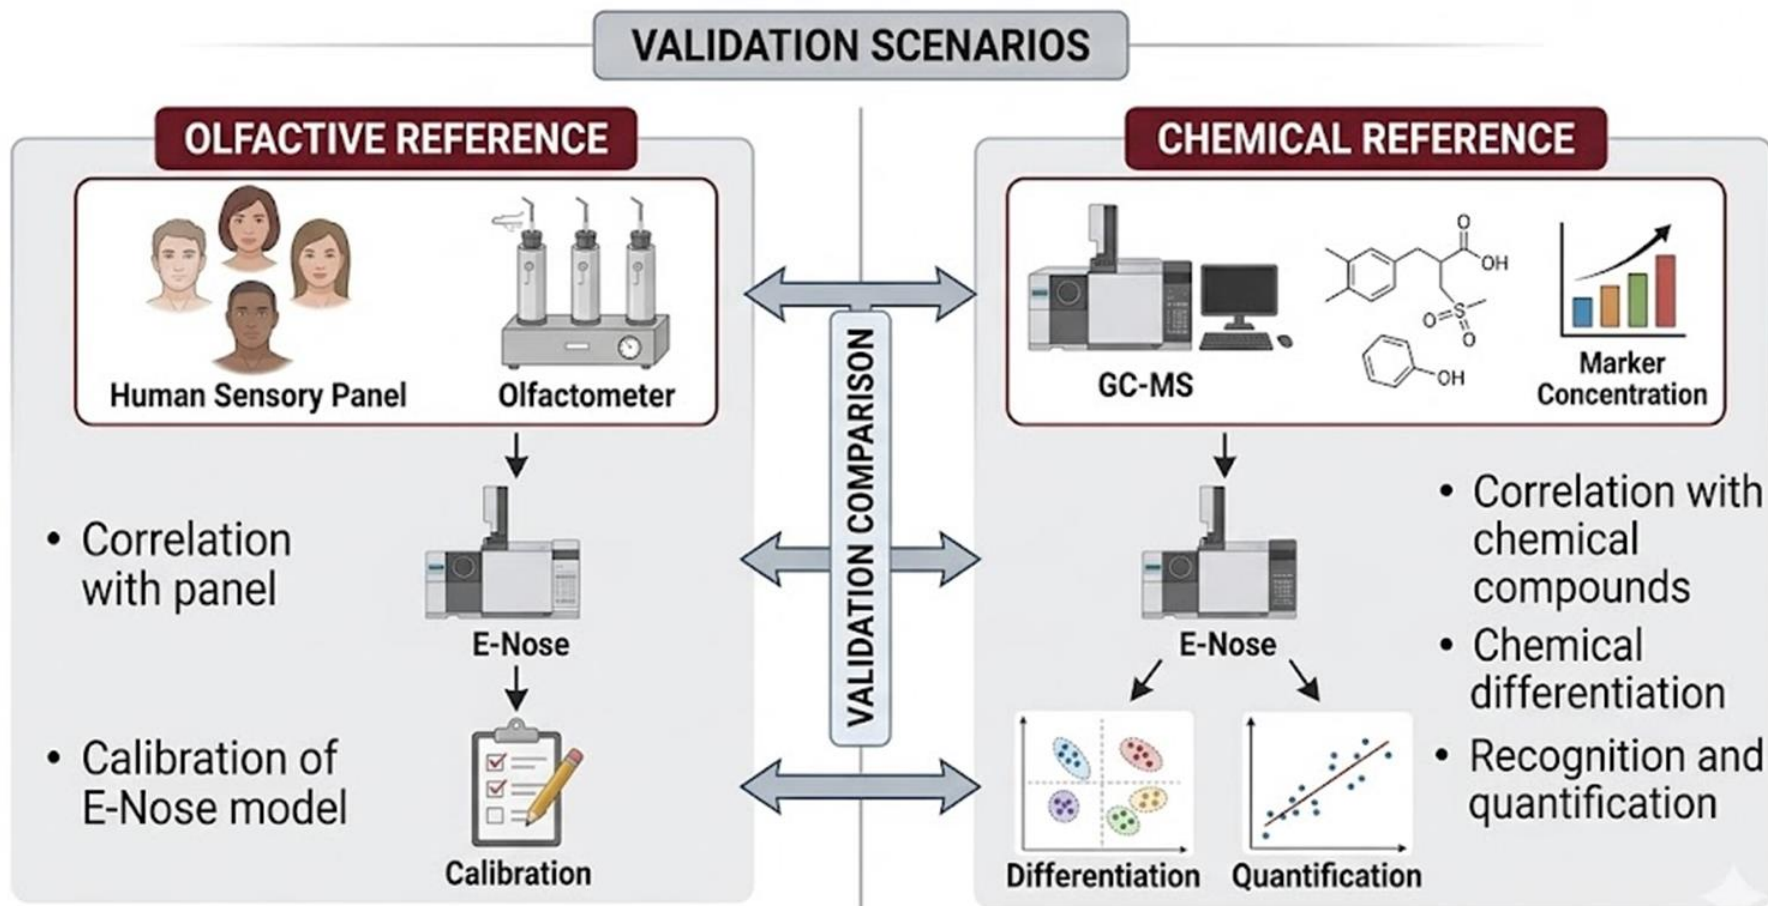 VALIDATION SCENARIOS
OLFACTIVE REFERENCE
Human Sensory Panel
Olfactometer
• Correlation
with panel
E-Nose
• Calibration of
E-Nose model
Calibration
VALIDATION COMPARISON
CHEMICAL REFERENCE
GC-MS
O
OH
S
O
O
OH
Marker
Concentration
E-Nose
• Correlation with
chemical
compounds
• Chemical
differentiation
• Recognition and
quantification
Differentiation
Quantification